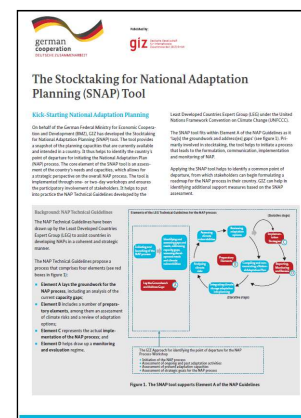 german
cooperation
DEUTSCHE ZUSAMMENARBEIT
giz
The Stocktaking for National Adaptation
Planning (SNAP) Tool
Kick-Starting National Adaptation Planning
On behalf of the German Federal Ministry for Economic Coopera-
tion and Development (BMZ), GIZ has developed the Stocktaking
for National Adaptation Planning (SNAP) tool. The tool provides
a snapshot of the planning capacities that are currently available
and intended in a country. It thus helps to identify the country's
point of departure for initiating the National Adaptation Plan
(NAP) process. The core element of the SNAP tool is an assess-
ment of the country's needs and capacities, which allows for
a strategic perspective on the overall NAP process. The tool is
implemented through one- to two-day workshops and ensures
the participatory involvement of stakeholders. It helps to put
into practice the NAP Technical Guidelines developed by the
Least Developed Countries Expert Group (LEG) under the United
Nations Framework Convention on Climate Change (UNFCCC).
The SNAP tool fits within Element A of the NAP Guidelines as it
'lay[s] the groundwork and address[es] gaps' (see figure 1). Pri-
marily involved in stocktaking, the tool helps to initiate a process
that leads to the formulation, communication, implementation
and monitoring of NAP.
Applying the SNAP tool helps to identify a common point of
departure, from which stakeholders can begin formulating a
roadmap for the NAP process in their country. GIZ can help in
identifying additional support measures based on the SNAP
assessment.
Background: NAP Technical Guidelines
The NAP Technical Guidelines have been
drawn up by the Least Developed Countries
Expert Group (LEG) to assist countries in
developing NAPs in a coherent and strategic
manner.
The NAP Technical Guidelines propose a
process that comprises four elements (see red
boxes in figure 1):
Element A lays the groundwork for the
NAP process, including an analysis of the
current capacity gaps;
Element B includes a number of prepara-
tory elements, among them an assessment
of climate risks and a review of adaptation
options;
Element C represents the actual imple-
mentation of the NAP process; and
Element D helps draw up a monitoring
and evaluation regime.
Elements of the LEG Technical Guidelines for the NAP process
The GIZ Approach for identifying the point of departure for the NAP
Process Workshop:
Figure 1. The SNAP tool supports Element A of the NAP Guidelines